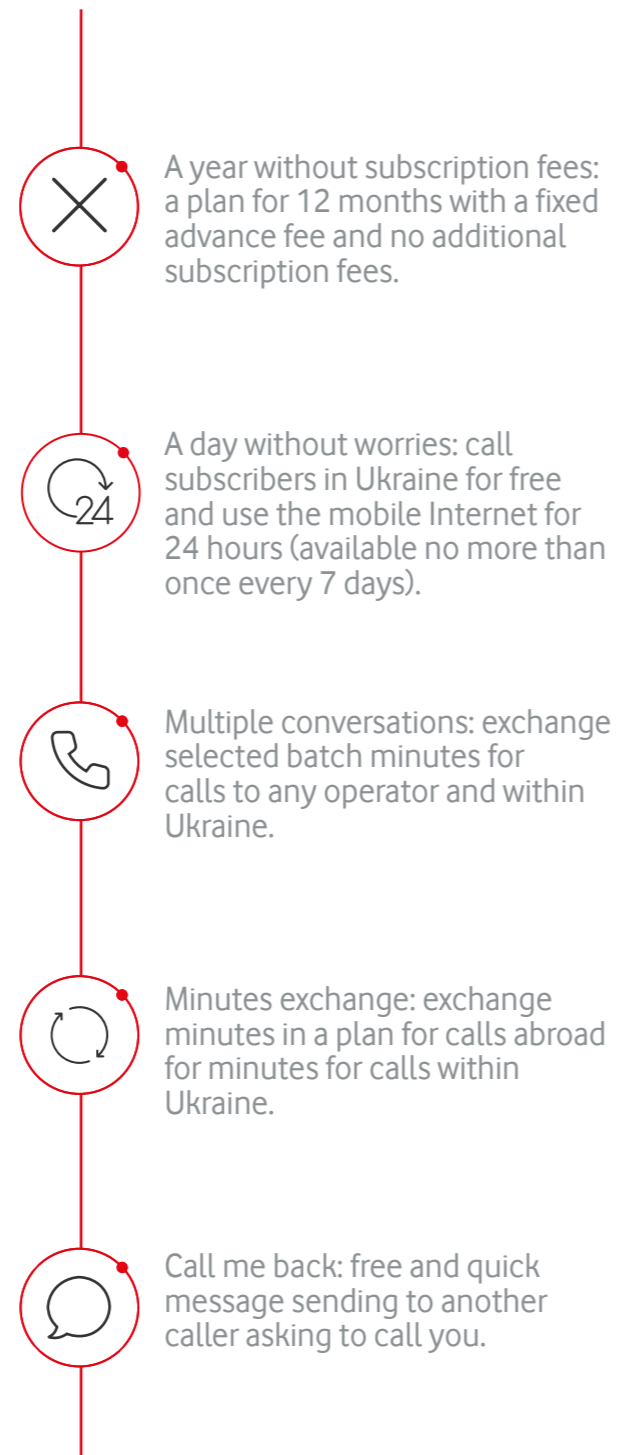 A year without subscription fees:
a plan for 12 months with a fixed
advance fee and no additional
subscription fees.
24
A day without worries: call
subscribers in Ukraine for free
and use the mobile Internet for
24 hours (available no more than
once every 7 days).
Multiple conversations: exchange
selected batch minutes for
calls to any operator and within
Ukraine.
Minutes exchange: exchange
minutes in a plan for calls abroad
for minutes for calls within
Ukraine.
Call me back: free and quick
message sending to another
caller asking to call you.